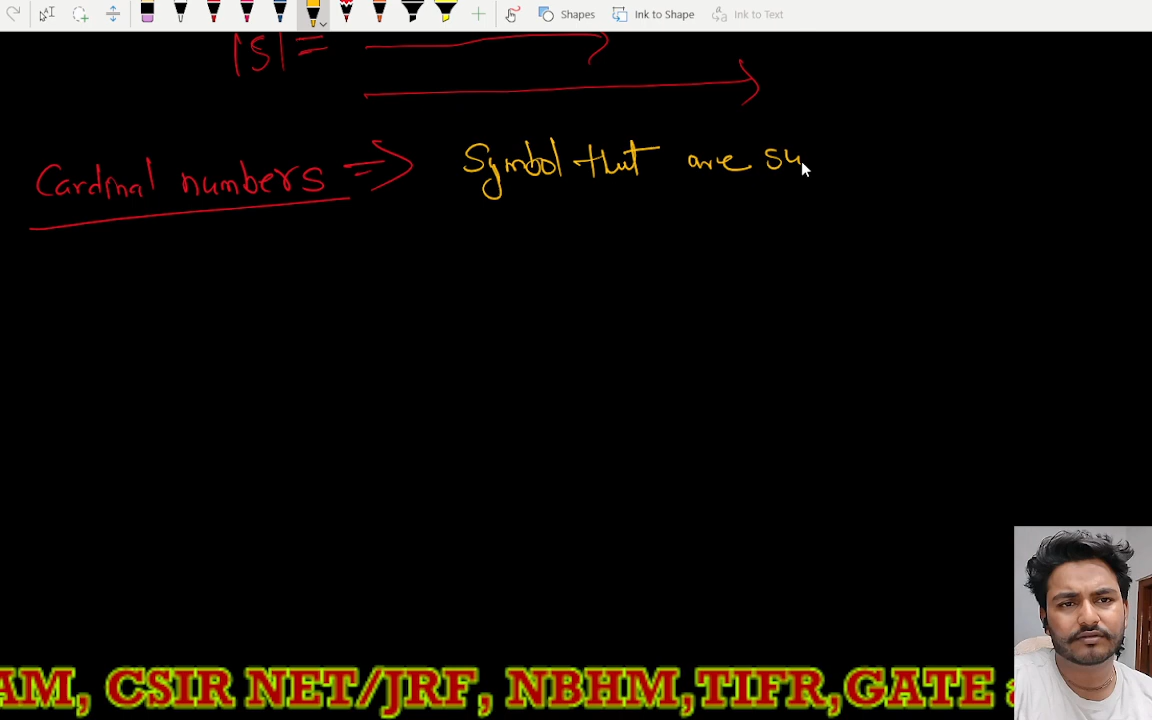 Shapes Ink to Shape Ink to Text
|S| =
Cardinal numbers => Symbol that are su
AM, CSIR NET/JRF, NBHM,TIFR,GATE a